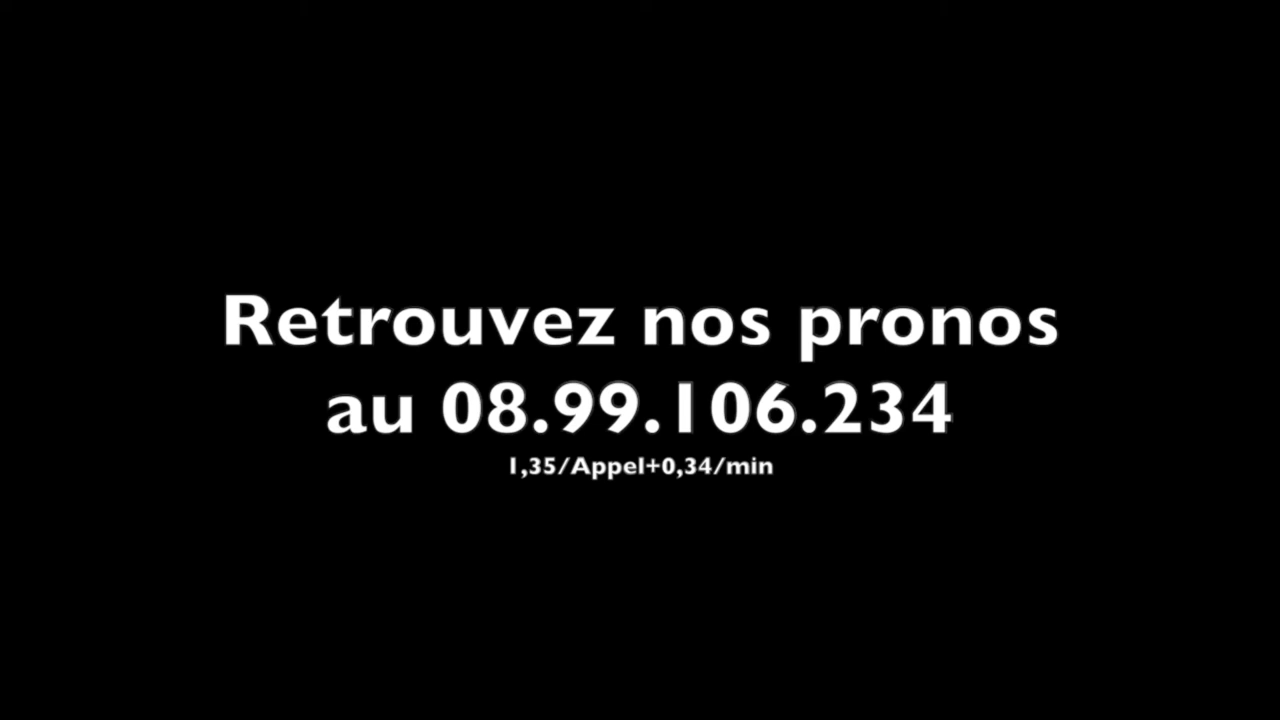 Retrouvez nos pronos
au 08.99.106.234
1,35/Appel+0,34/min